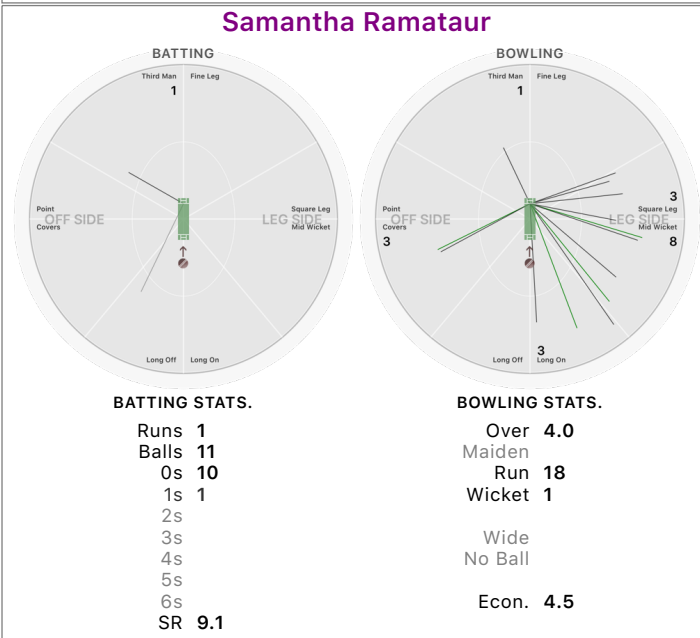 Samantha Ramataur
BATTING
Third Man Fine Leg
1
Point
OFF SIDE
Covers
Square Leg
LEG SIDE
Mid Wicket
Long Off Long On
BOWLING
Third Man Fine Leg
1
Point
OFF SIDE
Covers
3
3
Square Leg
LEG SIDE
Mid Wicket
8
3
Long Off Long On
BATTING STATS.
Runs 1
Balls 11
0s 10
1s 1
2s
3s
4s
5s
6s
SR 9.1
BOWLING STATS.
Over 4.0
Maiden
Run 18
Wicket 1
Wide
No Ball
Econ. 4.5